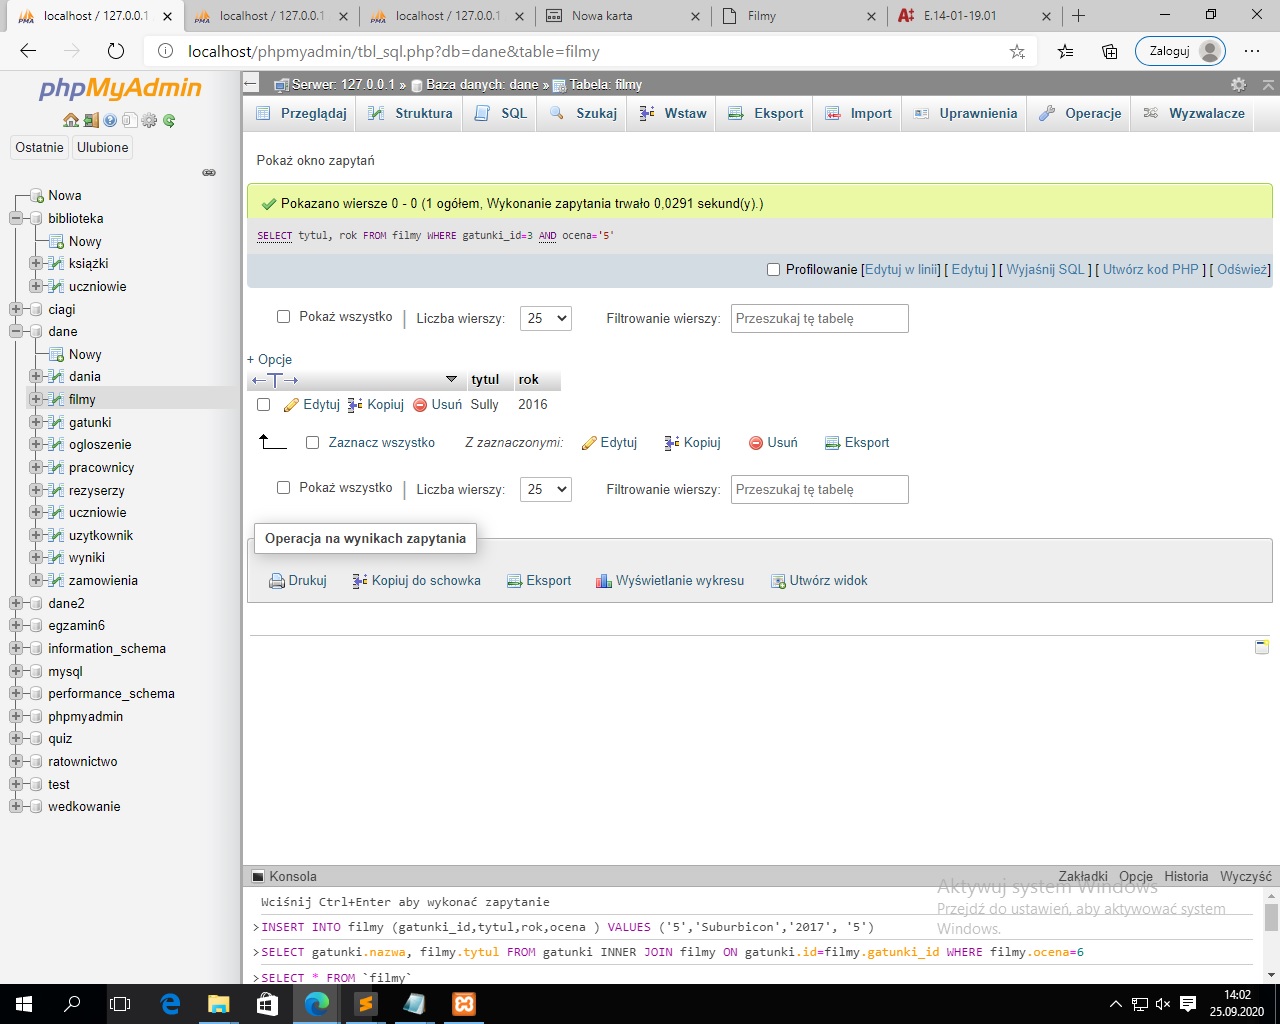 localhost / 127.0.0.1
localhost / 127.0.0.1
localhost / 127.0.0.1
Nowa karta
Filmy
E.14-01-19.01
localhost/phpmyadmin/tbl_sql.php?db=dane&table=filmy
Zaloguj
phpMyAdmin
Ostatnie Ulubione
Nowa
biblioteka
Nowy
książki
uczniowie
ciagi
dane
Nowy
dania
filmy
gatunki
ogloszenie
pracownicy
rezyserzy
uczniowie
uzytkownik
wyniki
zamowienia
dane2
egzamin6
information_schema
mysql
performance_schema
phpmyadmin
quiz
ratownictwo
test
wedkowanie
Serwer: 127.0.0.1 » Baza danych: dane » Tabela: filmy
Przeglądaj Struktura SQL Szukaj Wstaw Eksport Import Uprawnienia Operacje Wyzwalacze
Pokaż okno zapytań
Pokazano wiersze 0 - 0 (1 ogółem, Wykonanie zapytania trwało 0,0291 sekund(y).)
SELECT tytul, rok FROM filmy WHERE gatunki_id=3 AND ocena='5'
Profilowanie [Edytuj w linii] [ Edytuj ] [ Wyjaśnij SQL ] [ Utwórz kod PHP ] [ Odśwież]
Pokaż wszystko | Liczba wierszy: 25 Filtrowanie wierszy: Przeszukaj tę tabelę
+ Opcje
←T→ tytul rok
Edytuj Kopiuj Usuń Sully 2016
Zaznacz wszystko Z zaznaczonymi: Edytuj Kopiuj Usuń Eksport
Pokaż wszystko | Liczba wierszy: 25 Filtrowanie wierszy: Przeszukaj tę tabelę
Operacja na wynikach zapytania
Drukuj Kopiuj do schowka Eksport Wyświetlanie wykresu Utwórz widok
Konsola Zakładki Opcje Historia Wyczyść
Wciśnij Ctrl+Enter aby wykonać zapytanie
>INSERT INTO filmy (gatunki_id,tytul,rok,ocena ) VALUES ('5','Suburbicon','2017', '5')
>SELECT gatunki.nazwa, filmy.tytul FROM gatunki INNER JOIN filmy ON gatunki.id=filmy.gatunki_id WHERE filmy.ocena=6
>SELECT * FROM `filmy`
Aktywuj system Windows
Przejdź do ustawień, aby aktywować system
Windows.
14:02
25.09.2020